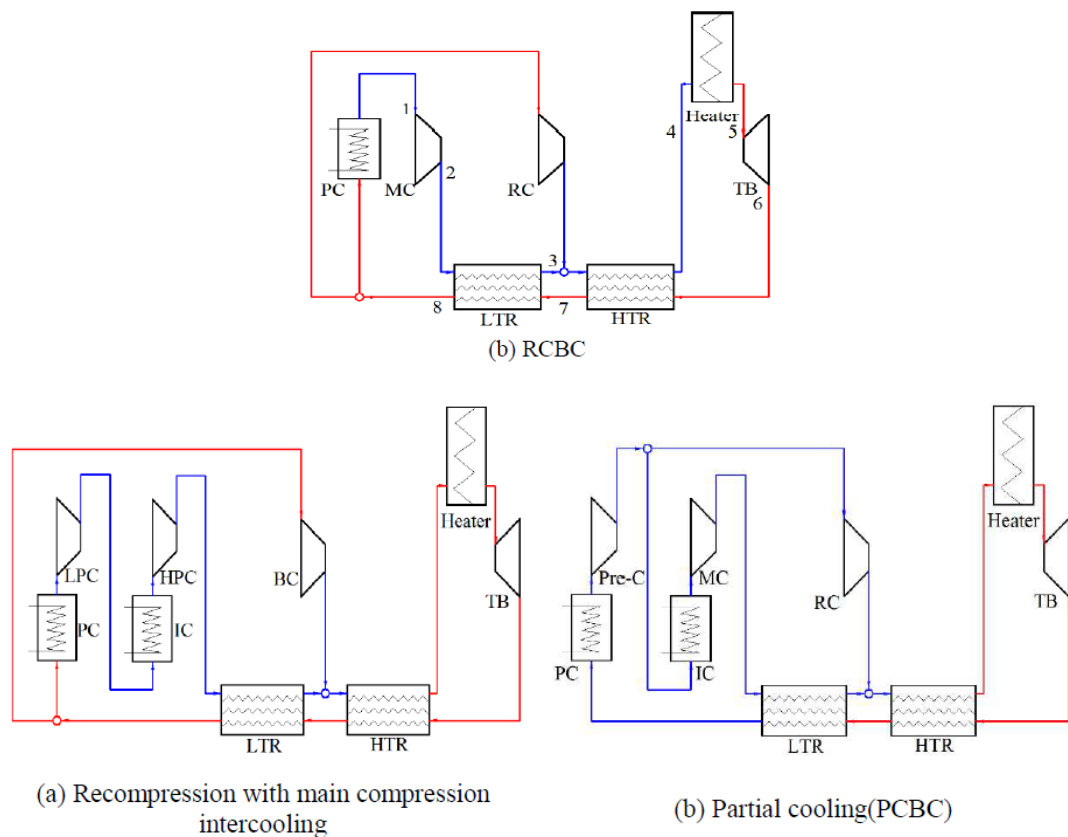 Heater
1
4
5
2
PC
MC
RC
TB
6
3
8
7
LTR
HTR
(b) RCBC
Heater
LPC
HPC
BC
TB
PC
IC
LTR
HTR
(a) Recompression with main compression
intercooling
Heater
Pre-C
MC
RC
TB
PC
IC
LTR
HTR
(b) Partial cooling(PCBC)